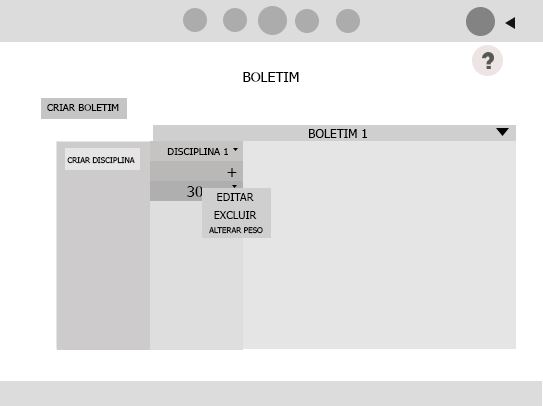 ?
BOLETIM
CRIAR BOLETIM
BOLETIM 1
CRIAR DISCIPLINA
DISCIPLINA 1
+
30
EDITAR
EXCLUIR
ALTERAR PESO